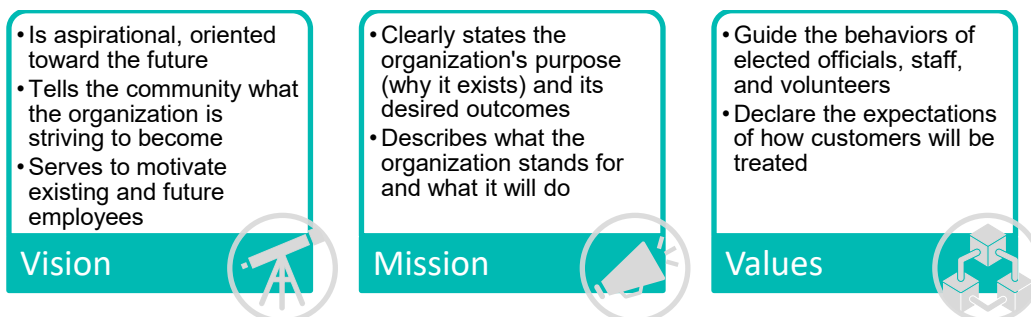 • Is aspirational, oriented
toward the future
• Tells the community what
the organization is
striving to become
• Serves to motivate
existing and future
employees
Vision
• Clearly states the
organization's purpose
(why it exists) and its
desired outcomes
• Describes what the
organization stands for
and what it will do
Mission
• Guide the behaviors of
elected officials, staff,
and volunteers
• Declare the expectations
of how customers will be
treated
Values